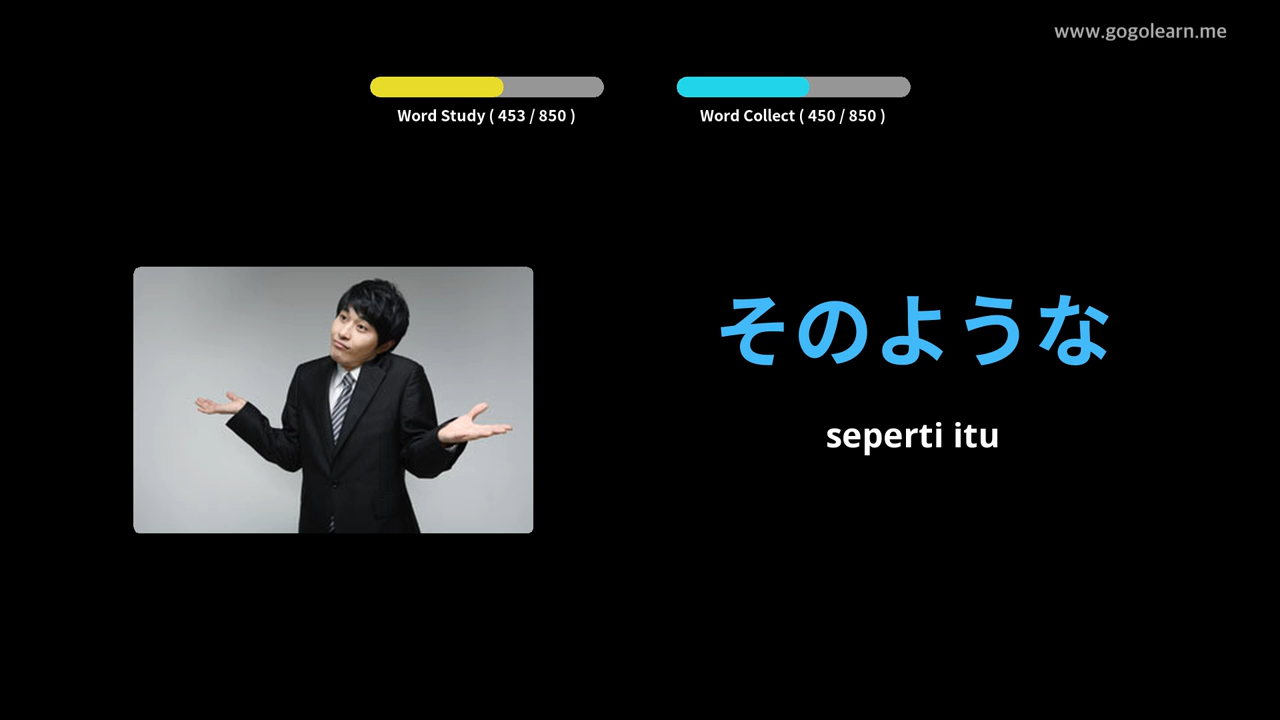 www.gogolearn.me
Word Study ( 453 / 850 )
Word Collect ( 450 / 850 )
そのような
seperti itu